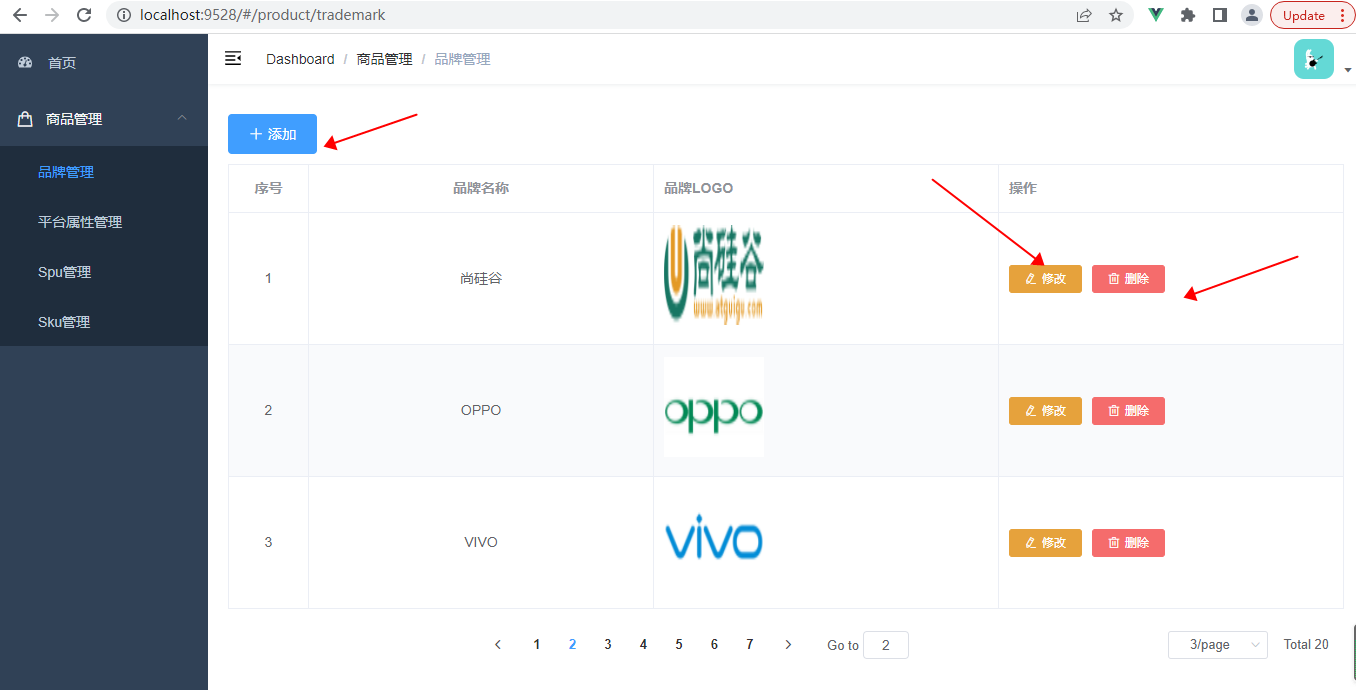 localhost:9528/#/product/trademark
Update
首页
Dashboard / 商品管理 / 品牌管理
商品管理
添加
品牌管理
序号 品牌名称 品牌LOGO 操作
平台属性管理
Spu管理
Sku管理
1 尚硅谷 尚硅谷 修改 删除
www.atguigu.com
2 OPPO oppo 修改 删除
3 VIVO vivo 修改 删除
1 2 3 4 5 6 7 Go to 2 3/page Total 20